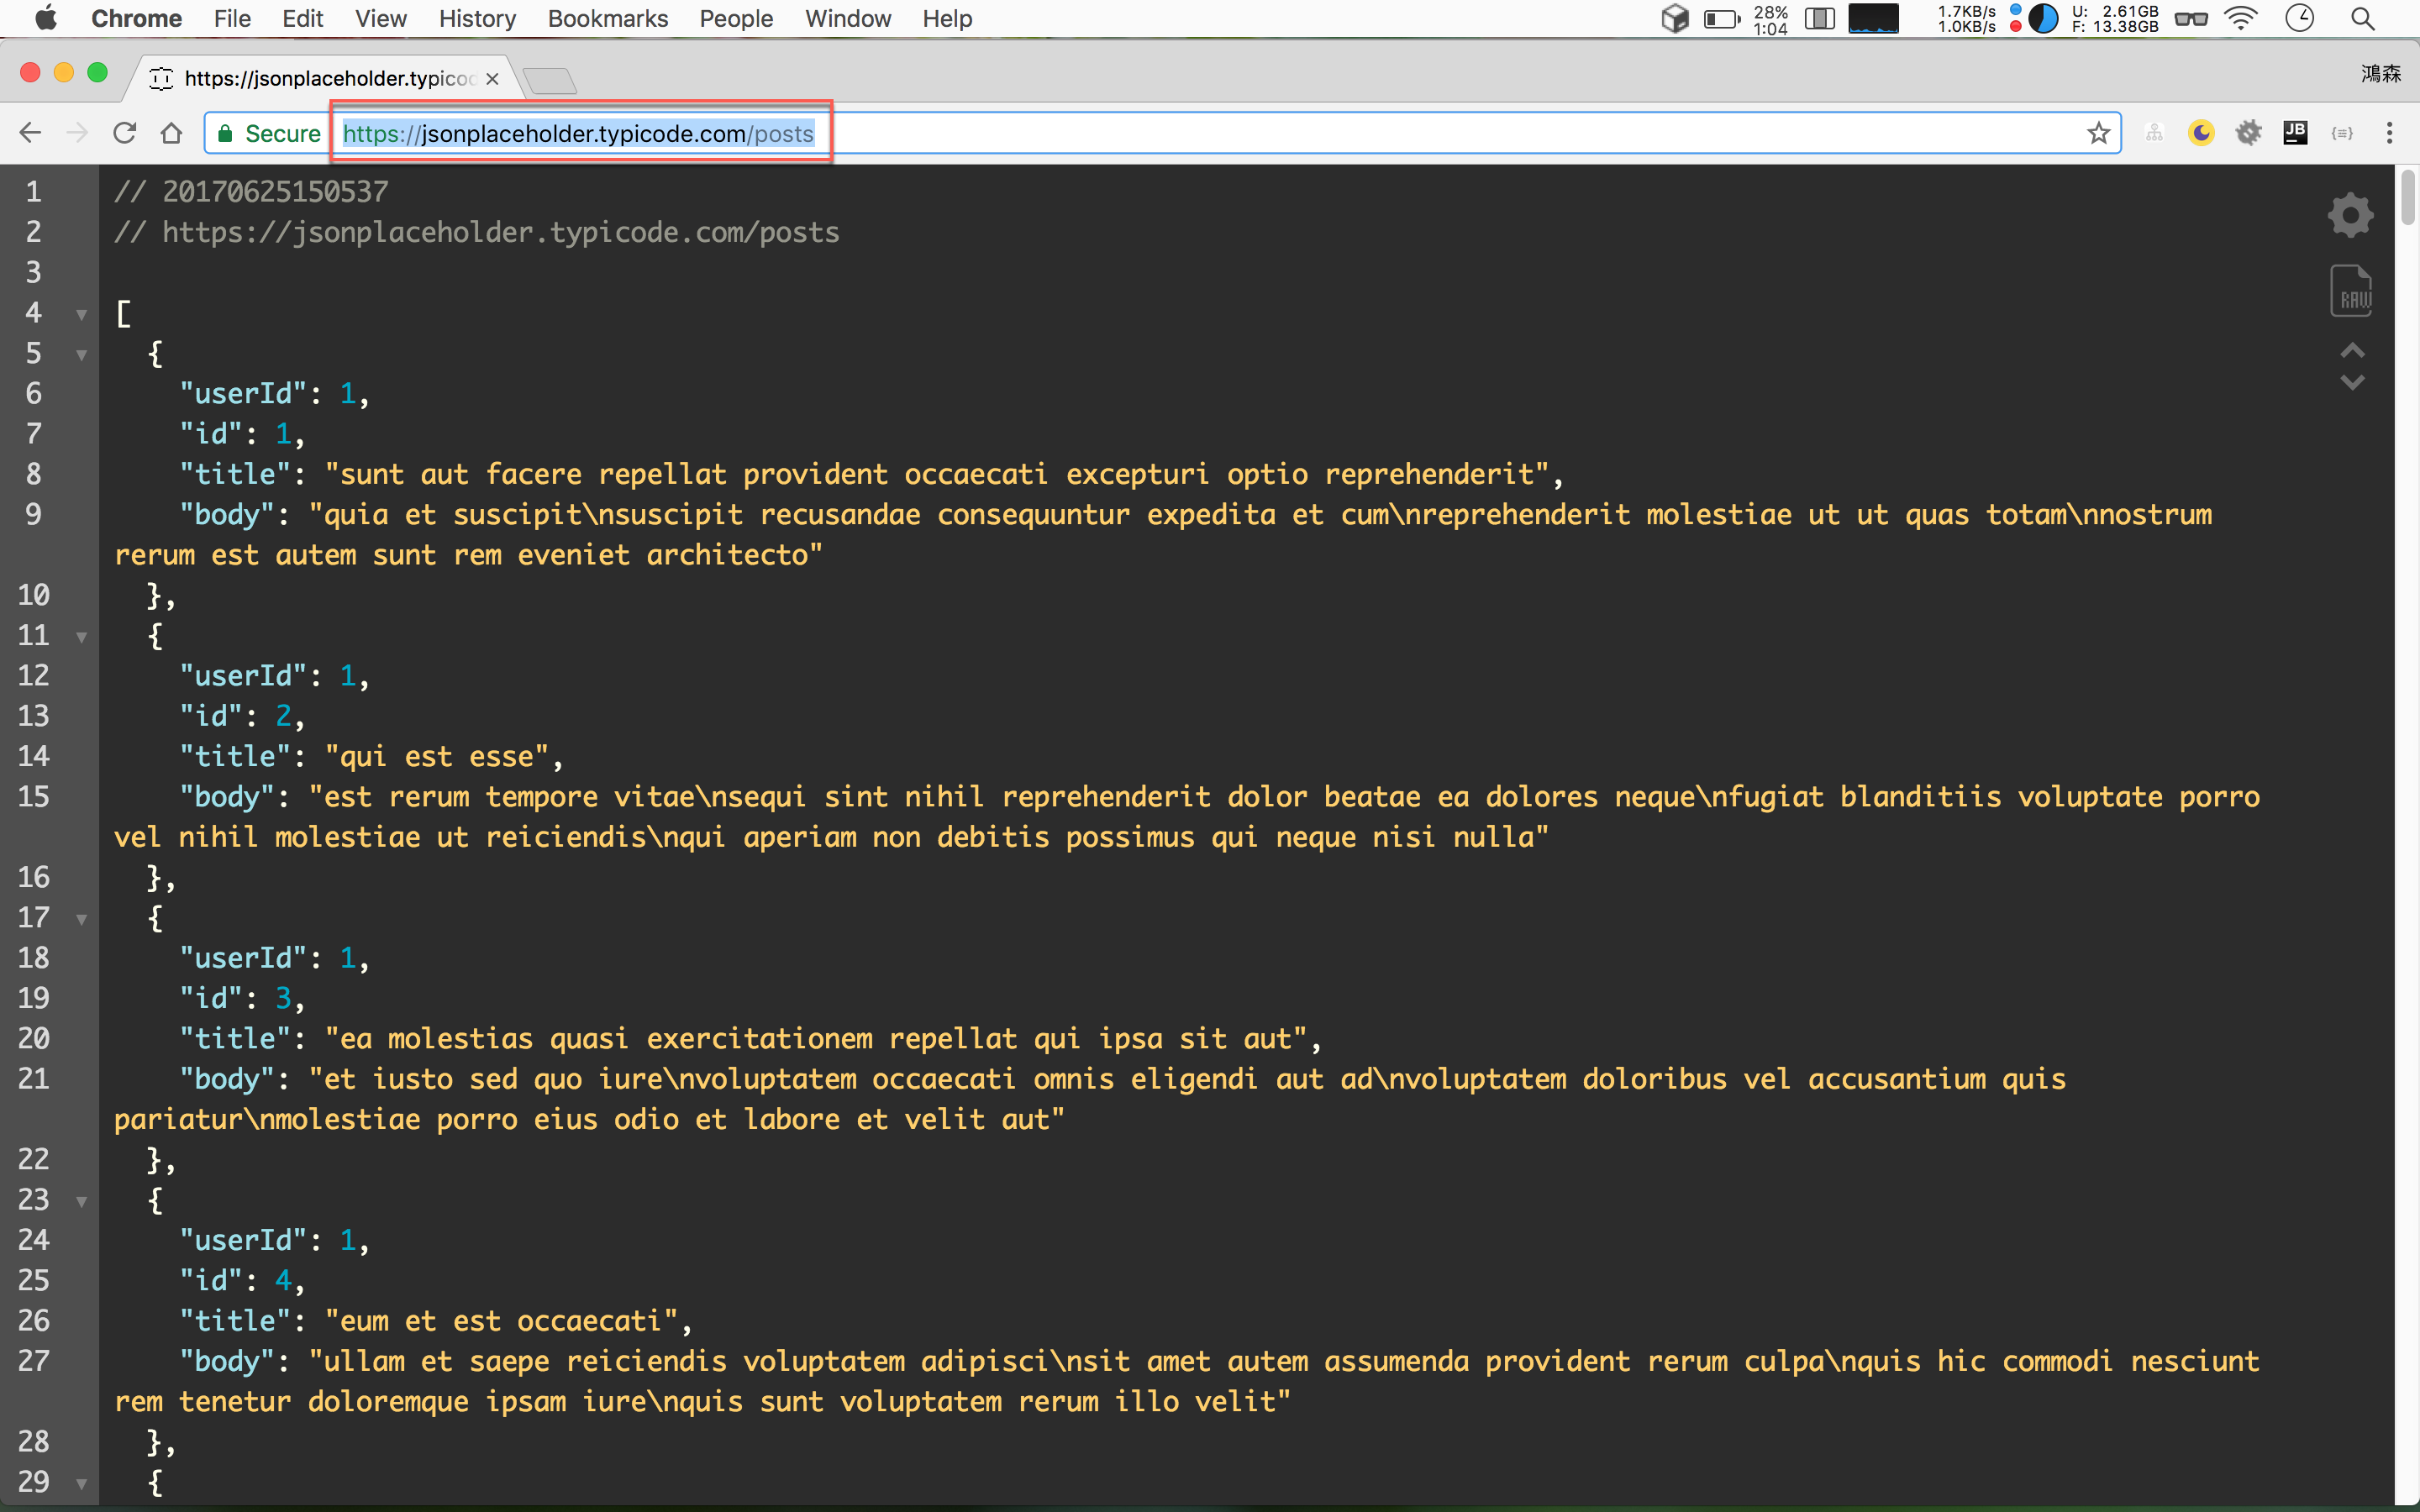 Chrome File Edit View History Bookmarks People Window Help 28% 1:04 1.7KB/s 1.0KB/s U: 2.61GB F: 13.38GB
https://jsonplaceholder.typicod 鴻森
Secure https://jsonplaceholder.typicode.com/posts JB {=}
1 // 20170625150537
2 // https://jsonplaceholder.typicode.com/posts
3
4 [
5 {
6 "userId": 1,
7 "id": 1,
8 "title": "sunt aut facere repellat provident occaecati excepturi optio reprehenderit",
9 "body": "quia et suscipit\nsuscipit recusandae consequuntur expedita et cum\nreprehenderit molestiae ut ut quas totam\nnostrum
rerum est autem sunt rem eveniet architecto"
10 },
11 {
12 "userId": 1,
13 "id": 2,
14 "title": "qui est esse",
15 "body": "est rerum tempore vitae\nsequi sint nihil reprehenderit dolor beatae ea dolores neque\nfugiat blanditiis voluptate porro
vel nihil molestiae ut reiciendis\nqui aperiam non debitis possimus qui neque nisi nulla"
16 },
17 {
18 "userId": 1,
19 "id": 3,
20 "title": "ea molestias quasi exercitationem repellat qui ipsa sit aut",
21 "body": "et iusto sed quo iure\nvoluptatem occaecati omnis eligendi aut ad\nvoluptatem doloribus vel accusantium quis
pariatur\nmolestiae porro eius odio et labore et velit aut"
22 },
23 {
24 "userId": 1,
25 "id": 4,
26 "title": "eum et est occaecati",
27 "body": "ullam et saepe reiciendis voluptatem adipisci\nsit amet autem assumenda provident rerum culpa\nquis hic commodi nesciunt
rem tenetur doloremque ipsam iure\nquis sunt voluptatem rerum illo velit"
28 },
29 {
RAW